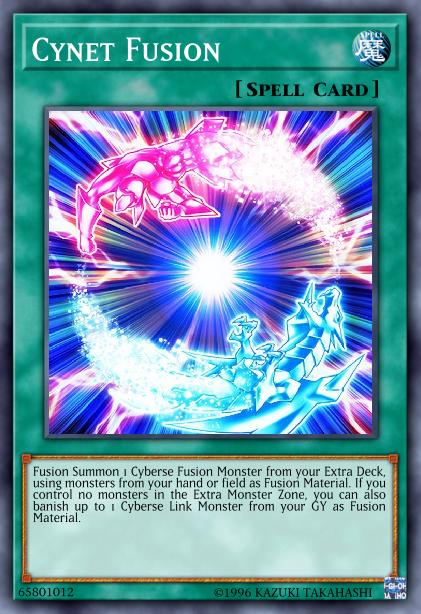 Cynet Fusion
SPELL
魔
[Spell Card]
Fusion Summon 1 Cyberse Fusion Monster from your Extra Deck,
using monsters from your hand or field as Fusion Material. If you
control no monsters in the Extra Monster Zone, you can also
banish up to 1 Cyberse Link Monster from your GY as Fusion
Material.
65801012
©1996 KAZUKI TAKAHASHI